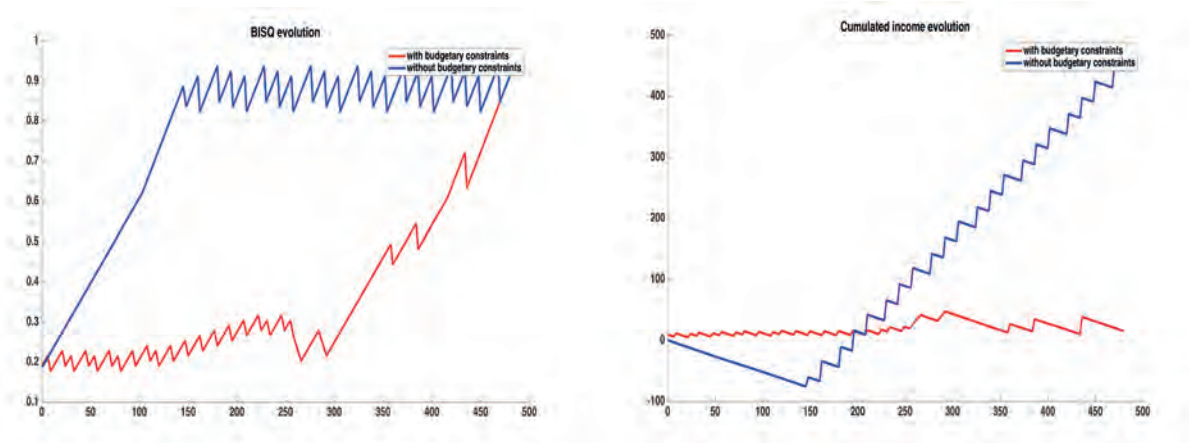 BISQ evolution
with budgetary constraints
without budgetary constraints
1
0.9
0.8
0.7
0.6
0.5
0.4
0.3
0.2
0.1
0 50 100 150 200 250 300 350 400 450 500
Cumulated income evolution
with budgetary constraints
without budgetary constraints
500
400
300
200
100
0
-100
0 50 100 150 200 250 300 350 400 450 500